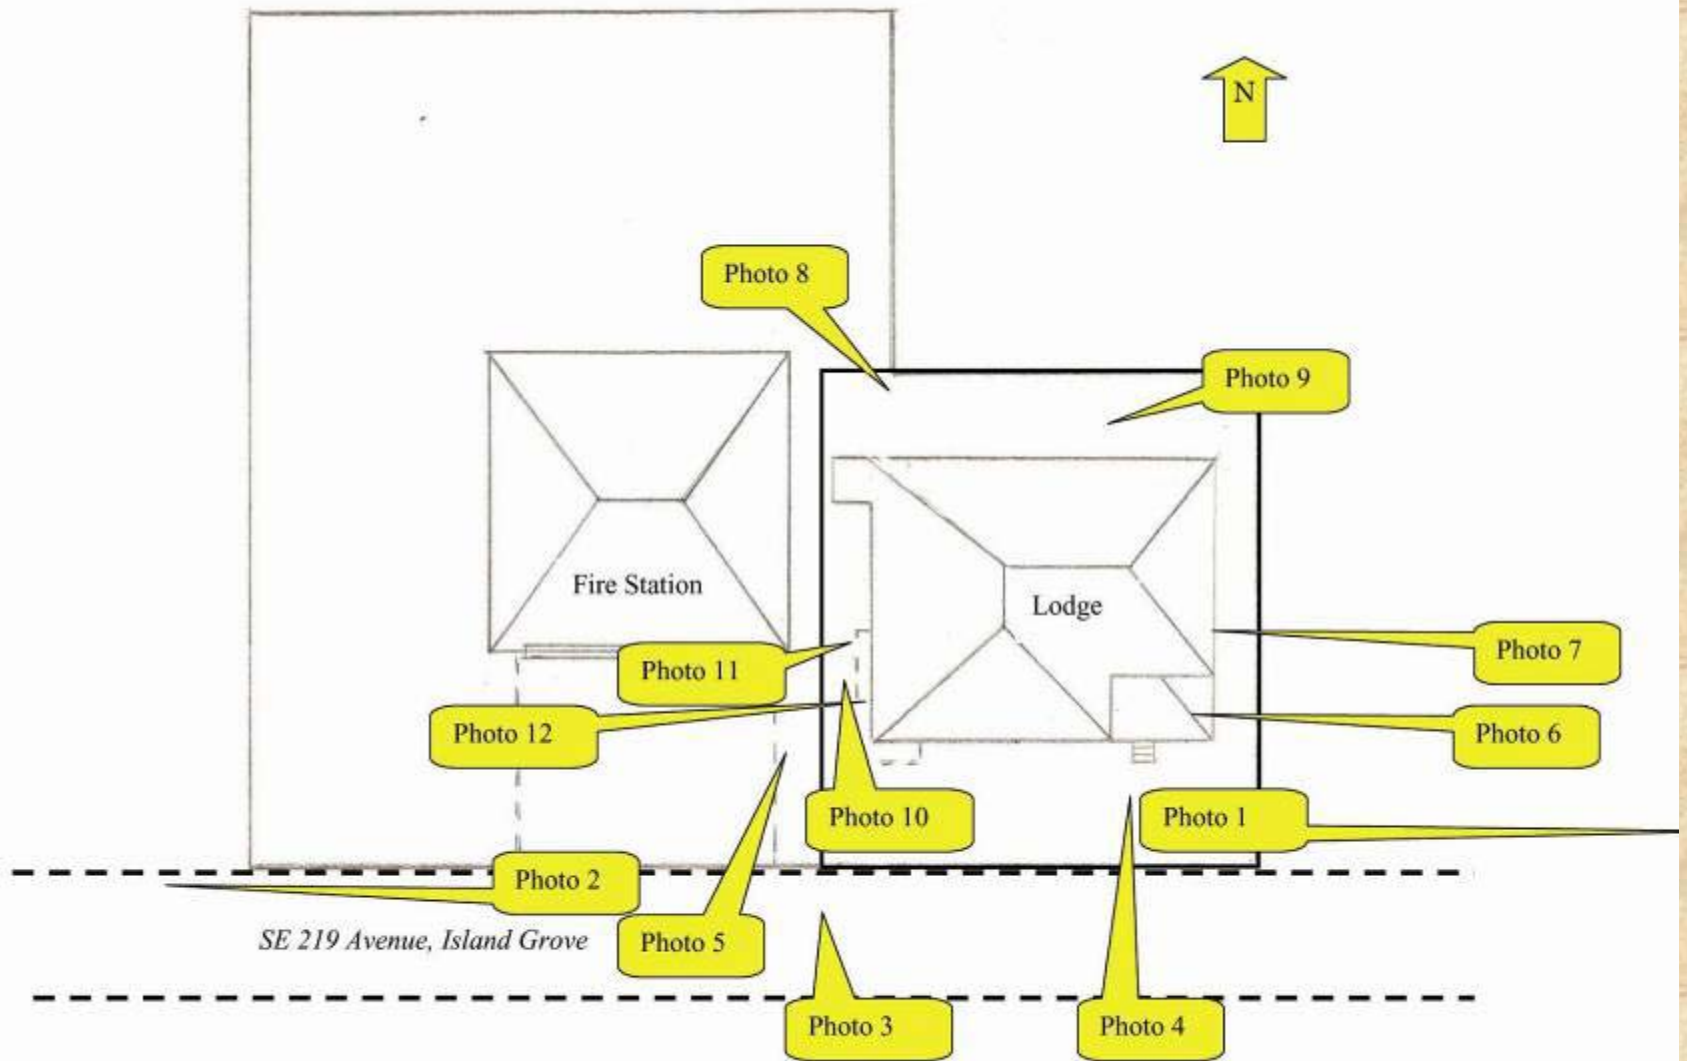 N
Photo 8
Photo 9
Fire Station
Lodge
Photo 11
Photo 7
Photo 12
Photo 6
Photo 10
Photo 1
Photo 2
SE 219 Avenue, Island Grove
Photo 5
Photo 3
Photo 4